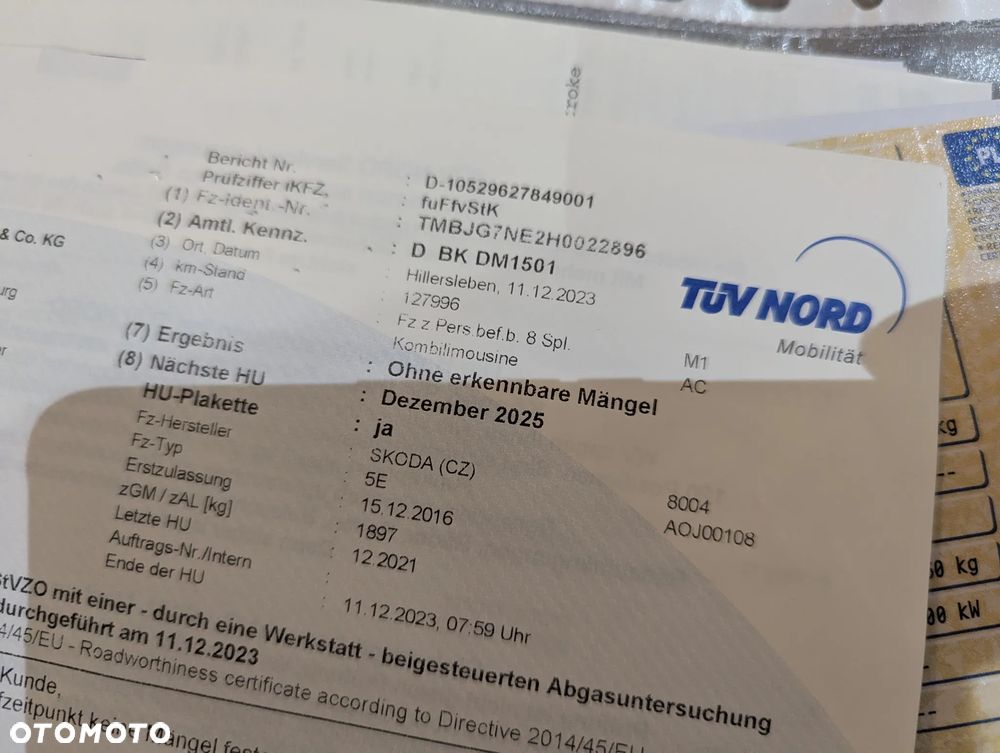 :roke
Bericht Nr. : D-10529627849001
Prüfziffer iKFZ. : fuFfvStK
(1) Fz-Ident.-Nr. : TMBJG7NE2H0022896
(2) Amtl. Kennz. : D BK DM1501
(3) Ort, Datum : Hillersleben, 11.12.2023
(4) km-Stand : 127996
(5) Fz-Art : Fz z Pers.bef.b. 8 Spl. M1
Kombilimousine AC
(7) Ergebnis : Ohne erkennbare Mängel
(8) Nächste HU : Dezember 2025
HU-Plakette : ja
Fz-Hersteller : SKODA (CZ) 8004
Fz-Typ : 5E AOJ00108
Erstzulassung : 15.12.2016
zGM / zAL [kg] : 1897
Letzte HU : 12.2021
Auftrags-Nr./Intern :
Ende der HU : 11.12.2023, 07:59 Uhr
StVZO mit einer - durch eine Werkstatt - beigesteuerten Abgasuntersuchung
durchgeführt am 11.12.2023
4/45/EU - Roadworthiness certificate according to Directive 2014/45/EU
Kunde,
& Co. KG
TÜV NORD
Mobilität
PL
kg
kg
00 kW
OTOMOTO